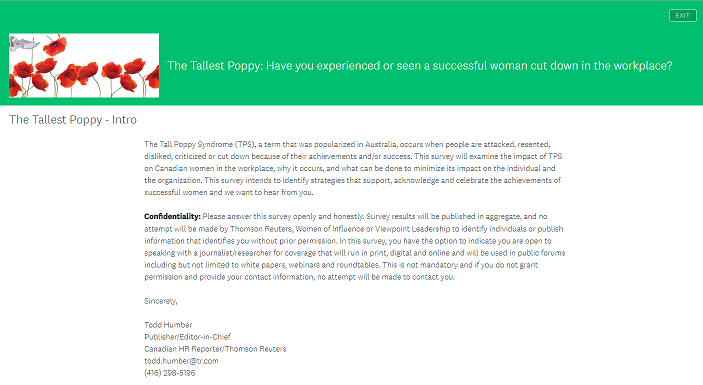 EXIT
The Tallest Poppy: Have you experienced or seen a successful woman cut down in the workplace?
The Tallest Poppy - Intro
The Tall Poppy Syndrome (TPS), a term that was popularized in Australia, occurs when people are attacked, resented,
disliked, criticized or cut down because of their achievements and/or success. This survey will examine the impact of TPS
on Canadian women in the workplace, why it occurs, and what can be done to minimize its impact on the individual and
the organization. This survey intends to identify strategies that support, acknowledge and celebrate the achievements of
successful women and we want to hear from you.
Confidentiality: Please answer this survey openly and honestly. Survey results will be published in aggregate, and no
attempt will be made by Thomson Reuters, Women of Influence or Viewpoint Leadership to identify individuals or publish
information that identifies you without prior permission. In this survey, you have the option to indicate you are open to
speaking with a journalist/researcher for coverage that will run in print, digital and online and will be used in public forums
including but not limited to white papers, webinars and roundtables. This is not mandatory and if you do not grant
permission and provide your contact information, no attempt will be made to contact you.
Sincerely,
Todd Humber
Publisher/Editor-in-Chief
Canadian HR Reporter/Thomson Reuters
todd.humber@tr.com
(416) 298-5196